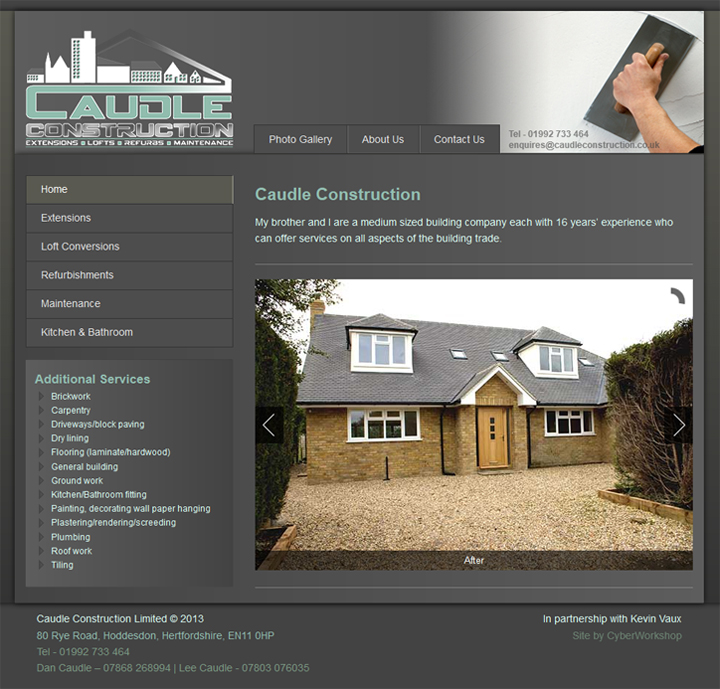 CAUDLE
CONSTRUCTION
EXTENSIONS LOFTS REFURBS MAINTENANCE
Photo Gallery
About Us
Contact Us
Tel - 01992 733 464
enquires@caudleconstruction.co.uk
Home
Extensions
Loft Conversions
Refurbishments
Maintenance
Kitchen & Bathroom
Additional Services
Brickwork
Carpentry
Driveways/block paving
Dry lining
Flooring (laminate/hardwood)
General building
Ground work
Kitchen/Bathroom fitting
Painting, decorating wall paper hanging
Plastering/rendering/screeding
Plumbing
Roof work
Tiling
Caudle Construction
My brother and I are a medium sized building company each with 16 years' experience who
can offer services on all aspects of the building trade.
After
Caudle Construction Limited © 2013
80 Rye Road, Hoddesdon, Hertfordshire, EN11 0HP
Tel - 01992 733 464
Dan Caudle – 07868 268994 | Lee Caudle - 07803 076035
In partnership with Kevin Vaux
Site by CyberWorkshop